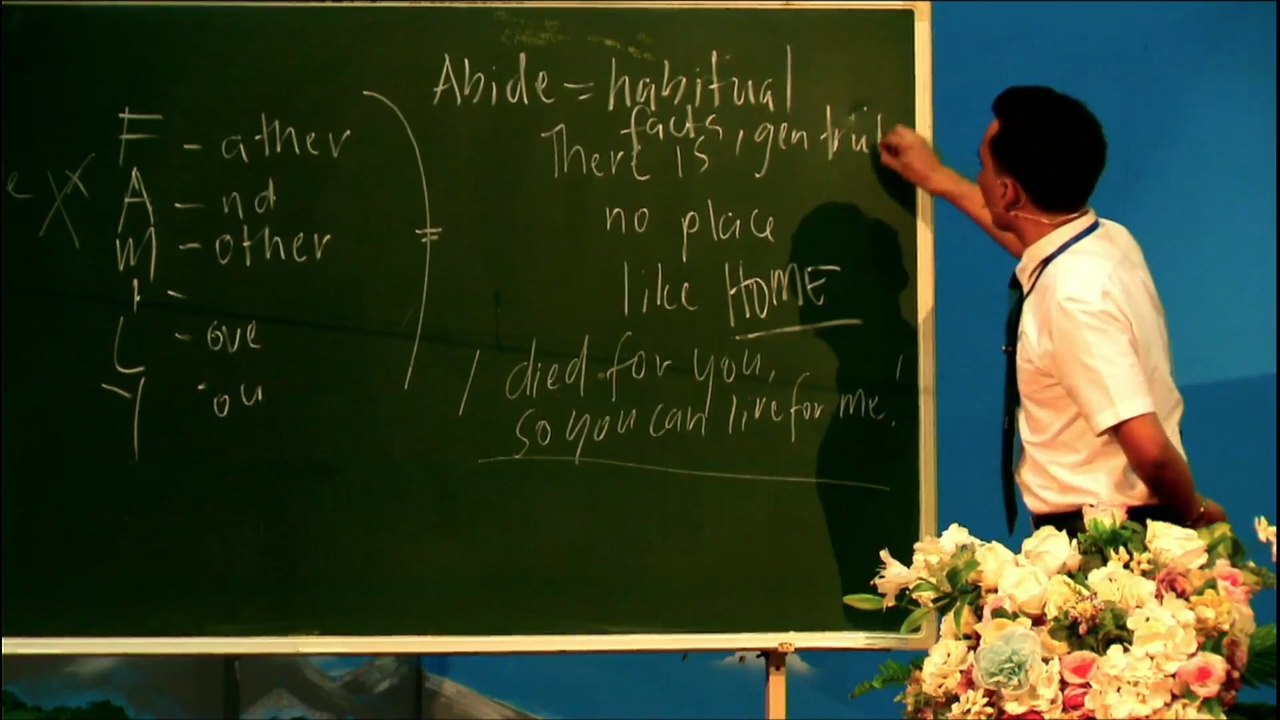 F - ather
A - nd
M - other
I -
L - ove
Y ou
Abide = habitual
facts, gen
There is
no place
like HOME
I died for you,
so you can live for me.